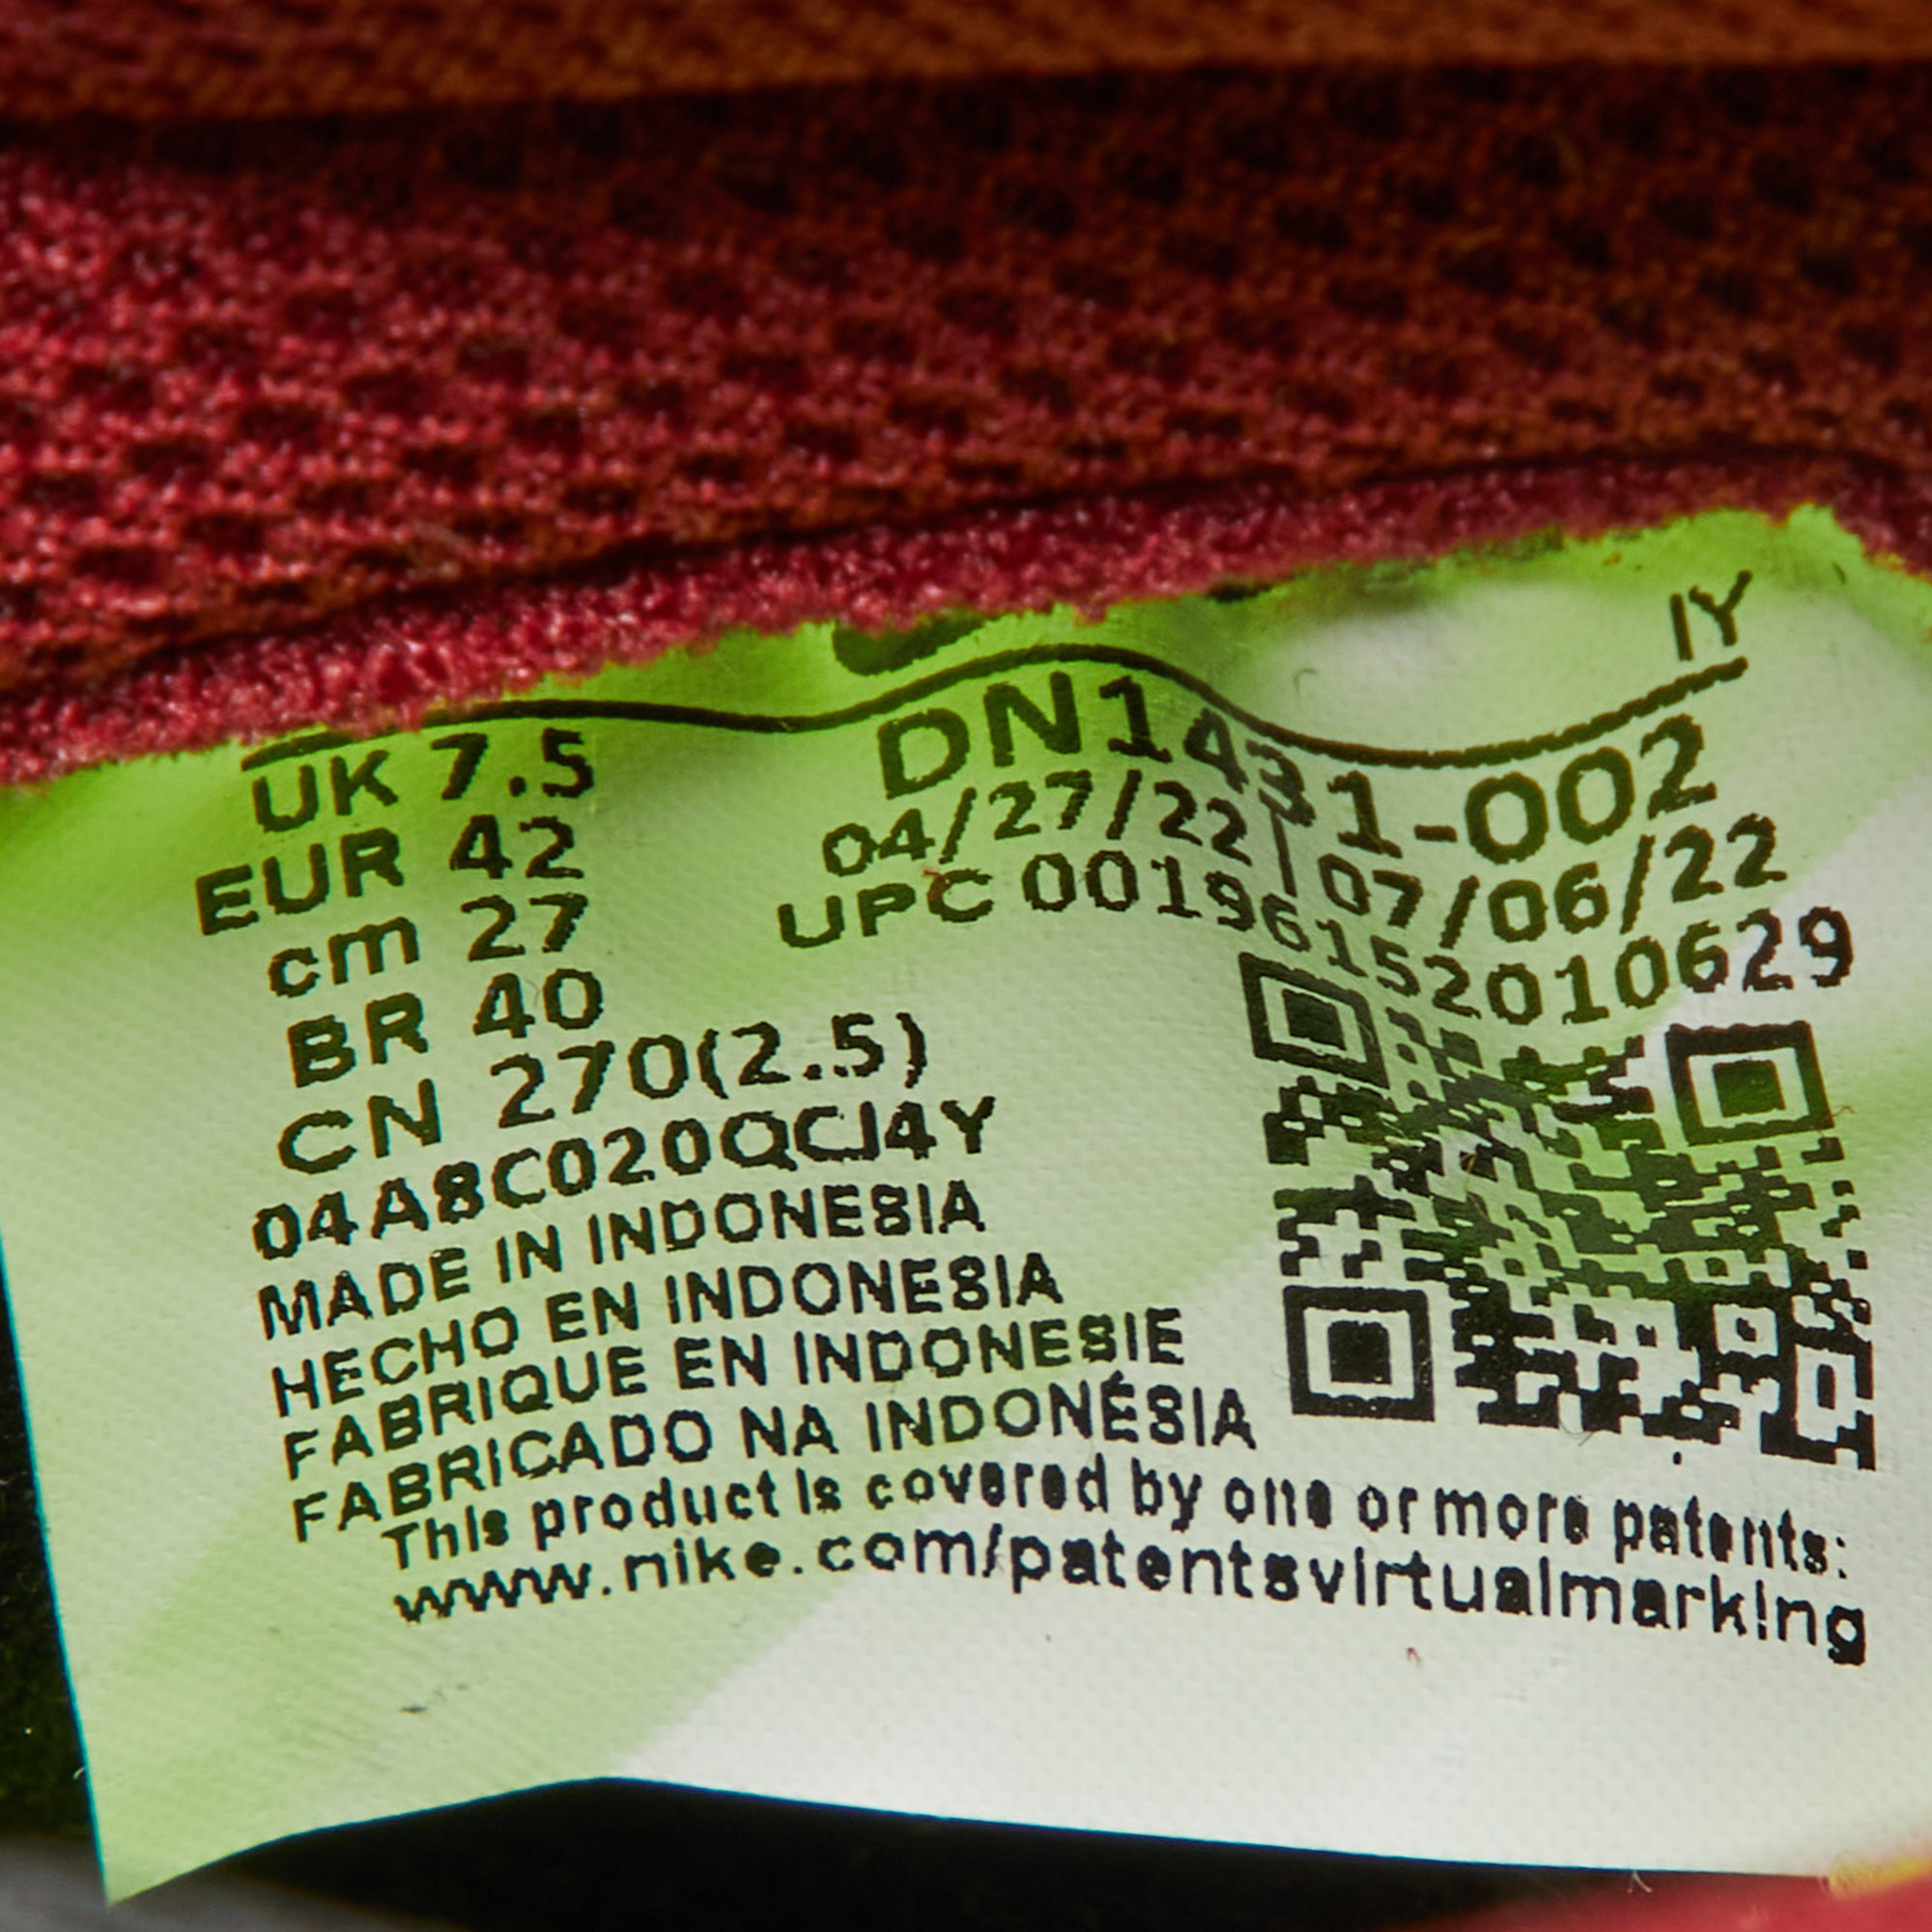 IY
UK 7.5
DN1431-002
EUR 42
04/27/22 | 07/06/22
cm 27
UPC 00196152010629
BR 40
CN 270(2.5)
04A8C020QCI4Y
MADE IN INDONESIA
HECHO EN INDONESIA
FABRIQUE EN INDONESIE
FABRICADO NA INDONÉSIA
This product is covered by one or more patents:
www.nike.com/patentsvirtualmarking